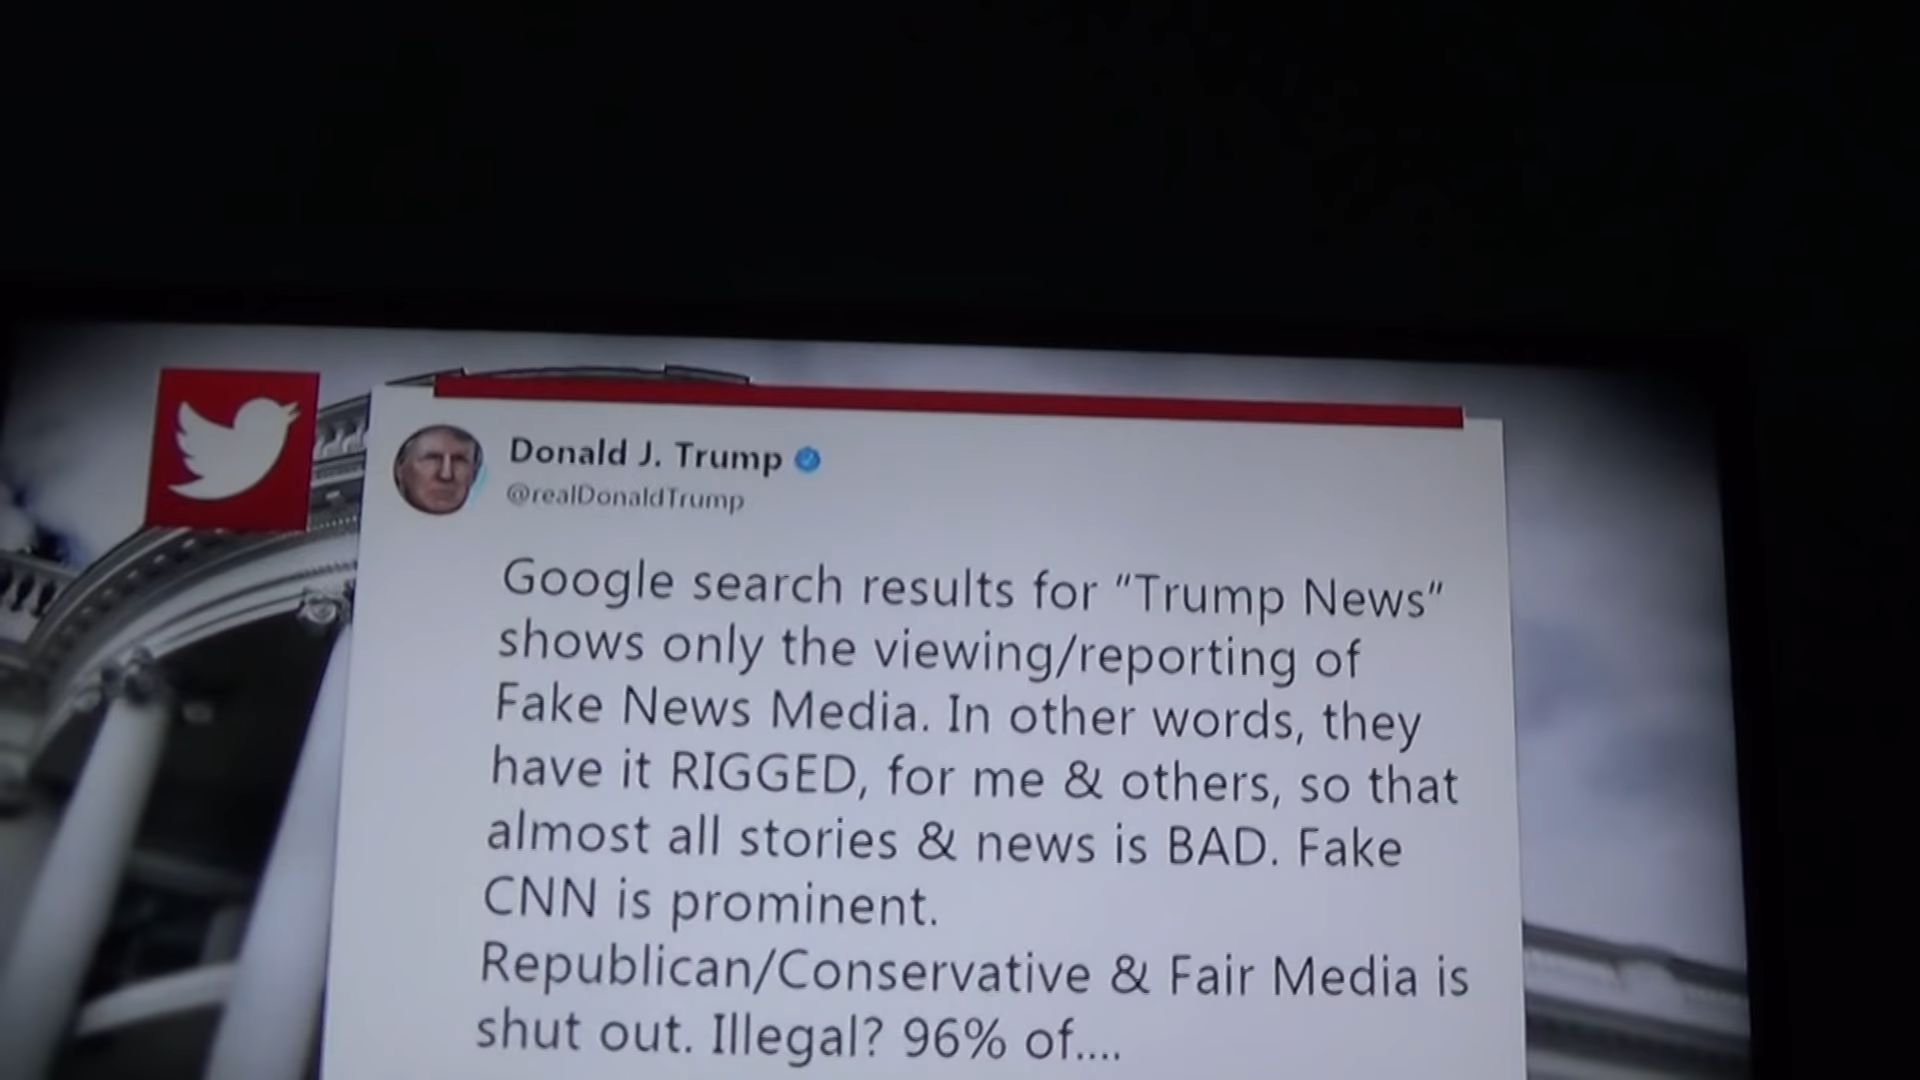 Donald J. Trump
@realDonaldTrump
Google search results for "Trump News"
shows only the viewing/reporting of
Fake News Media. In other words, they
have it RIGGED, for me & others, so that
almost all stories & news is BAD. Fake
CNN is prominent.
Republican/Conservative & Fair Media is
shut out. Illegal? 96% of....